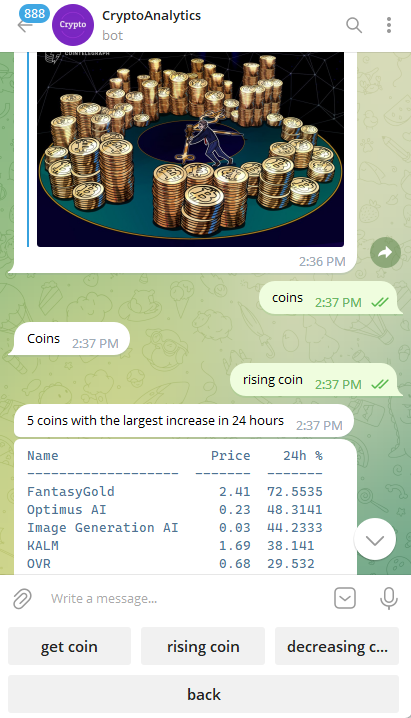 888
Crypto
CryptoAnalytics
bot
COINTELEGRAPH
2:36 PM
coins 2:37 PM
Coins 2:37 PM
rising coin 2:37 PM
5 coins with the largest increase in 24 hours 2:37 PM
Name Price 24h %
------------------- ------- -------
FantasyGold 2.41 72.5535
Optimus AI 0.23 48.3141
Image Generation AI 0.03 44.2333
KALM 1.69 38.141
OVR 0.68 29.532
Write a message...
get coin rising coin decreasing c...
back